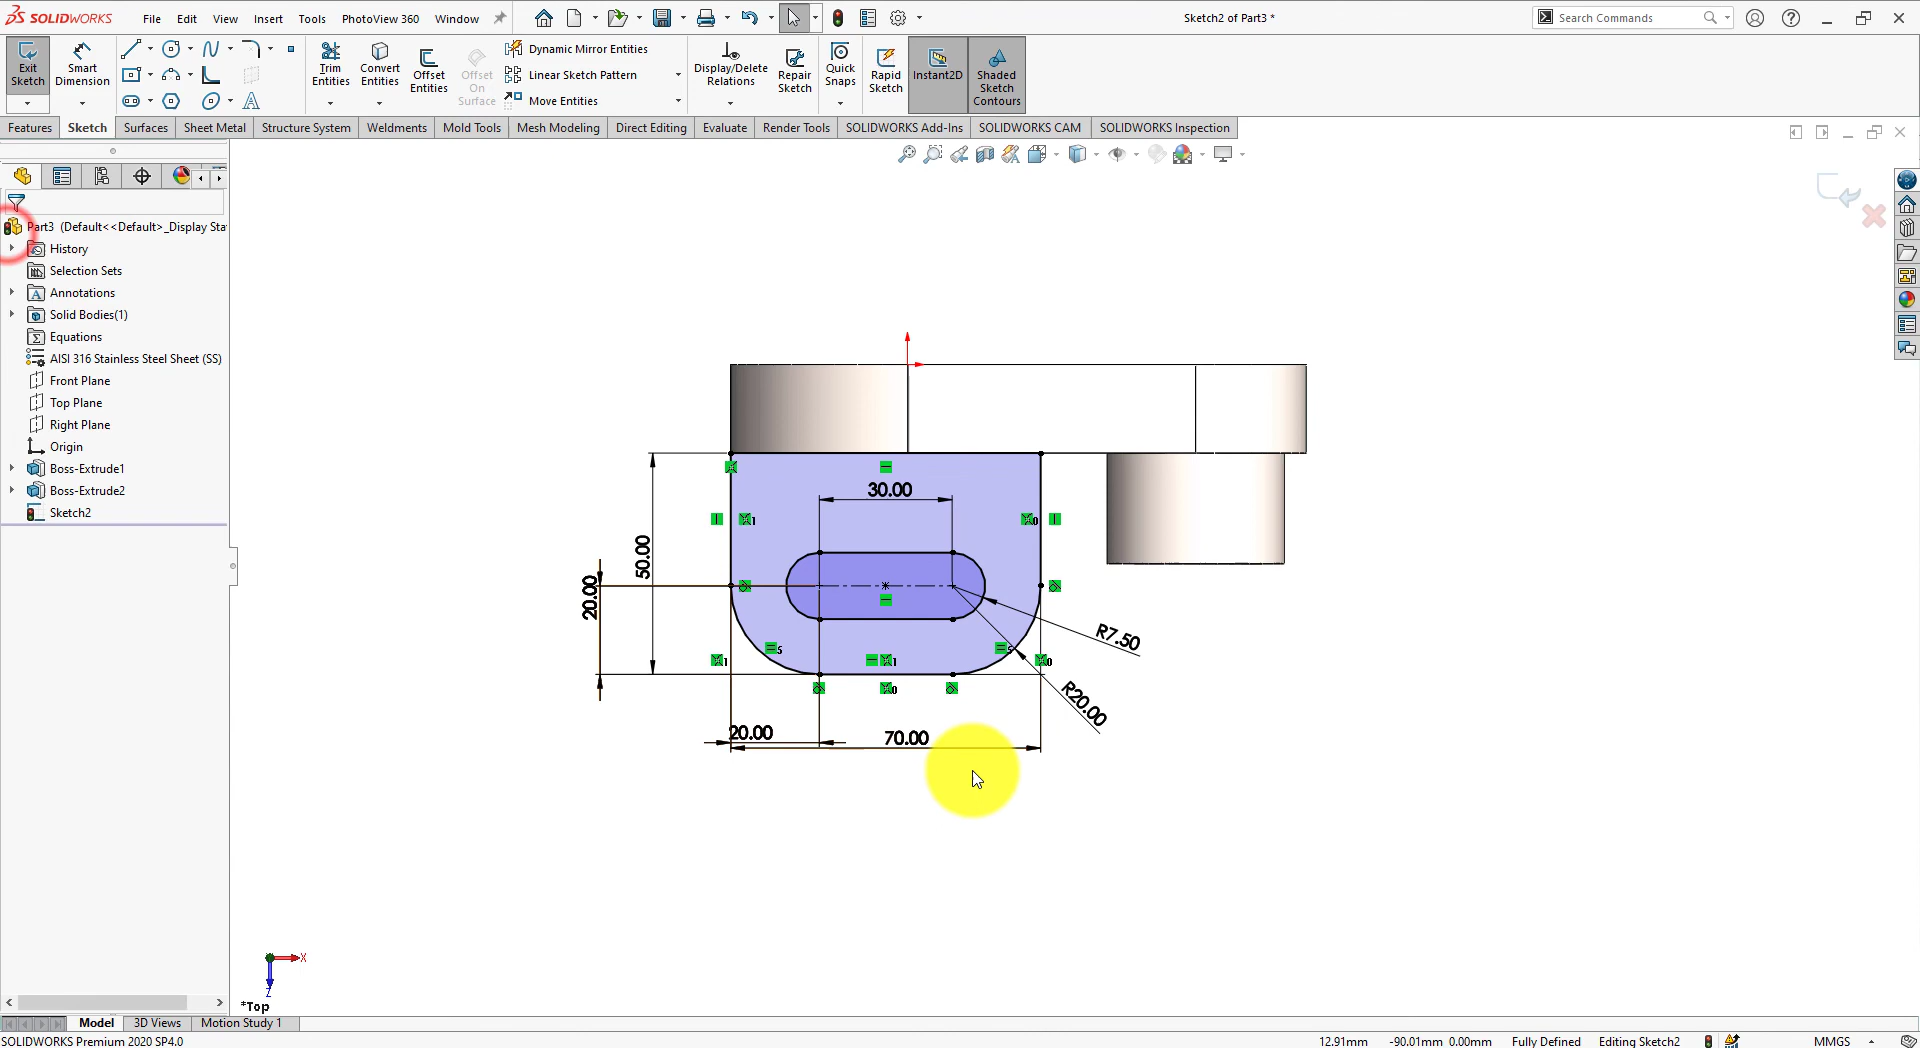 SOLIDWORKS File Edit View Insert Tools PhotoView 360 Window Sketch2 of Part3 * Search Commands
Exit Sketch
Smart Dimension
Trim Entities
Convert Entities
Offset Entities
Offset On Surface
Dynamic Mirror Entities
Linear Sketch Pattern
Move Entities
Display/Delete Relations
Repair Sketch
Quick Snaps
Rapid Sketch
Instant2D
Shaded Sketch Contours
Features Sketch Surfaces Sheet Metal Structure System Weldments Mold Tools Mesh Modeling Direct Editing Evaluate Render Tools SOLIDWORKS Add-Ins SOLIDWORKS CAM SOLIDWORKS Inspection
Part3 (Default<<Default>_Display Sta
History
Selection Sets
Annotations
Solid Bodies(1)
Equations
AISI 316 Stainless Steel Sheet (SS)
Front Plane
Top Plane
Right Plane
Origin
Boss-Extrude1
Boss-Extrude2
Sketch2
30.00
50.00
20.00
R7.50
R20.00
20.00
70.00
X
Z
*Top
Model 3D Views Motion Study 1
SOLIDWORKS Premium 2020 SP4.0 12.91mm -90.01mm 0.00mm Fully Defined Editing Sketch2 MMGS